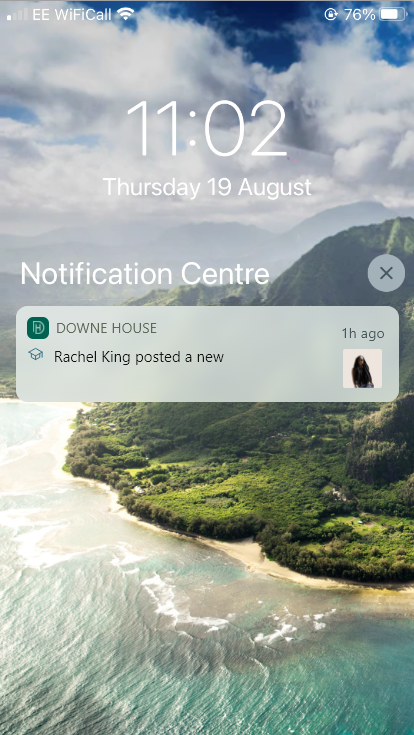 EE WiFiCall 76%
11:02
Thursday 19 August
Notification Centre
DOWNE HOUSE
1h ago
Rachel King posted a new